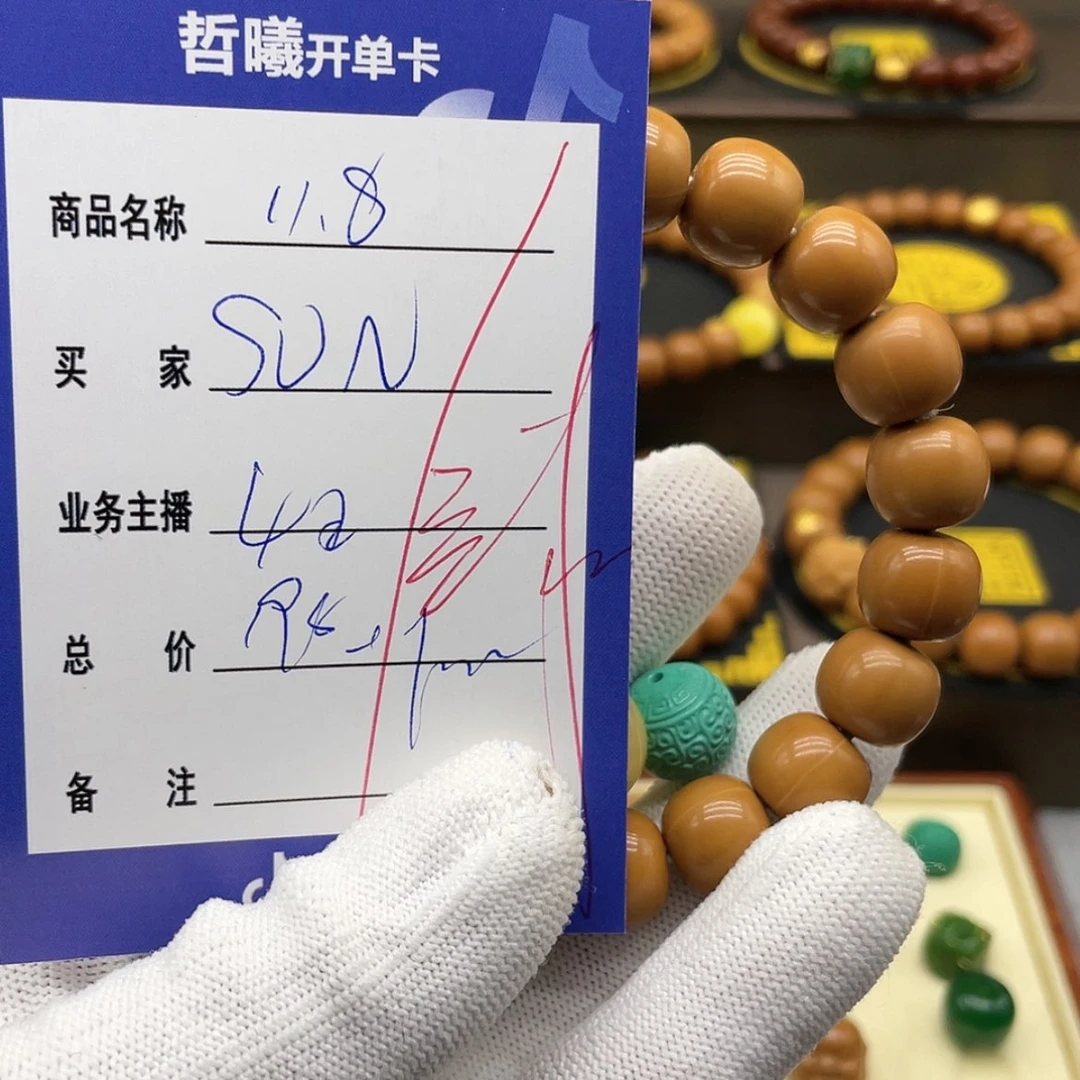 哲曦开单卡
商品名称 11.8
买家 SUN
业务主播 42
总价
备注